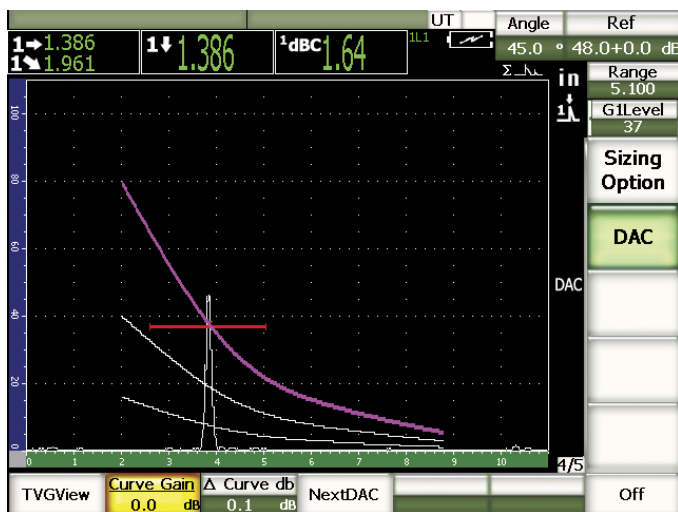 UT Angle Ref
1→1.386
1↘1.961
1⬇1.386
1dBC1.64
1L1
45.0 ° 48.0+0.0 dB
in
Range
5.100
1
G1Level
37
Sizing
Option
DAC
DAC
100
80
60
40
20
0
0 1 2 3 4 5 6 7 8 9 10
4/5
TVGView
Curve Gain
0.0 dB
Δ Curve db
0.1 dB
NextDAC
Off